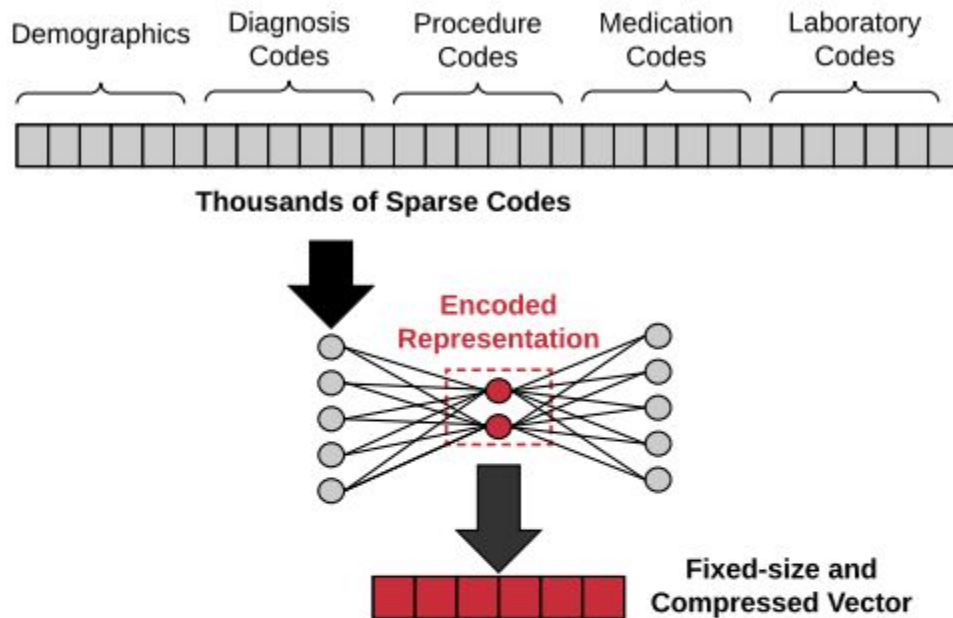 Demographics
Diagnosis
Codes
Procedure
Codes
Medication
Codes
Laboratory
Codes
Thousands of Sparse Codes
Encoded
Representation
Fixed-size and
Compressed Vector